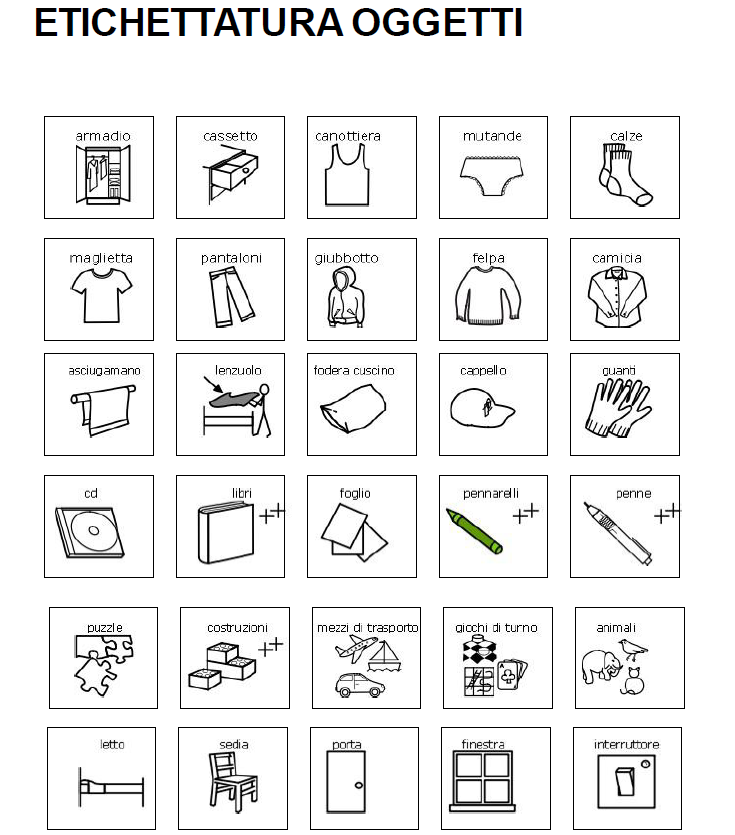 ETICHETTATURA OGGETTI
armadio
cassetto
canottiera
mutande
calze
maglietta
pantaloni
giubbotto
felpa
camicia
asciugamano
lenzuolo
fodera cuscino
cappello
guanti
cd
libri
++
foglio
pennarelli
++
penne
++
puzzle
costruzioni
++
mezzi di trasporto
giochi di turno
A
animali
letto
sedia
porta
finestra
interruttore